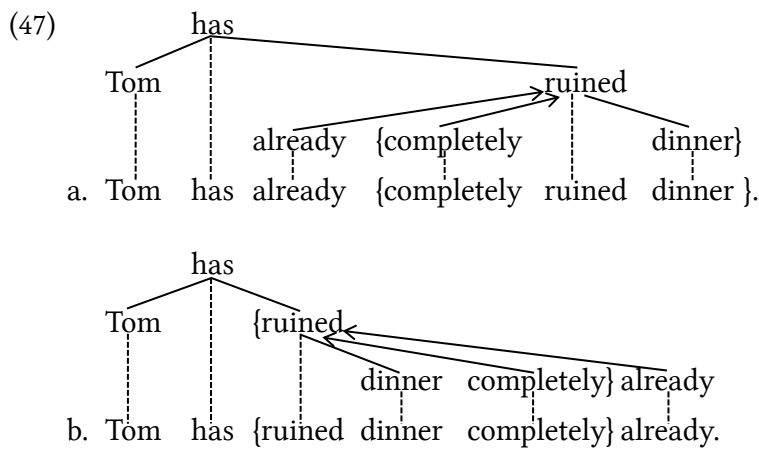 (47) has
Tom ruined
already {completely dinner}
a. Tom has already {completely ruined dinner }.
has
Tom {ruined
dinner completely} already
b. Tom has {ruined dinner completely} already.